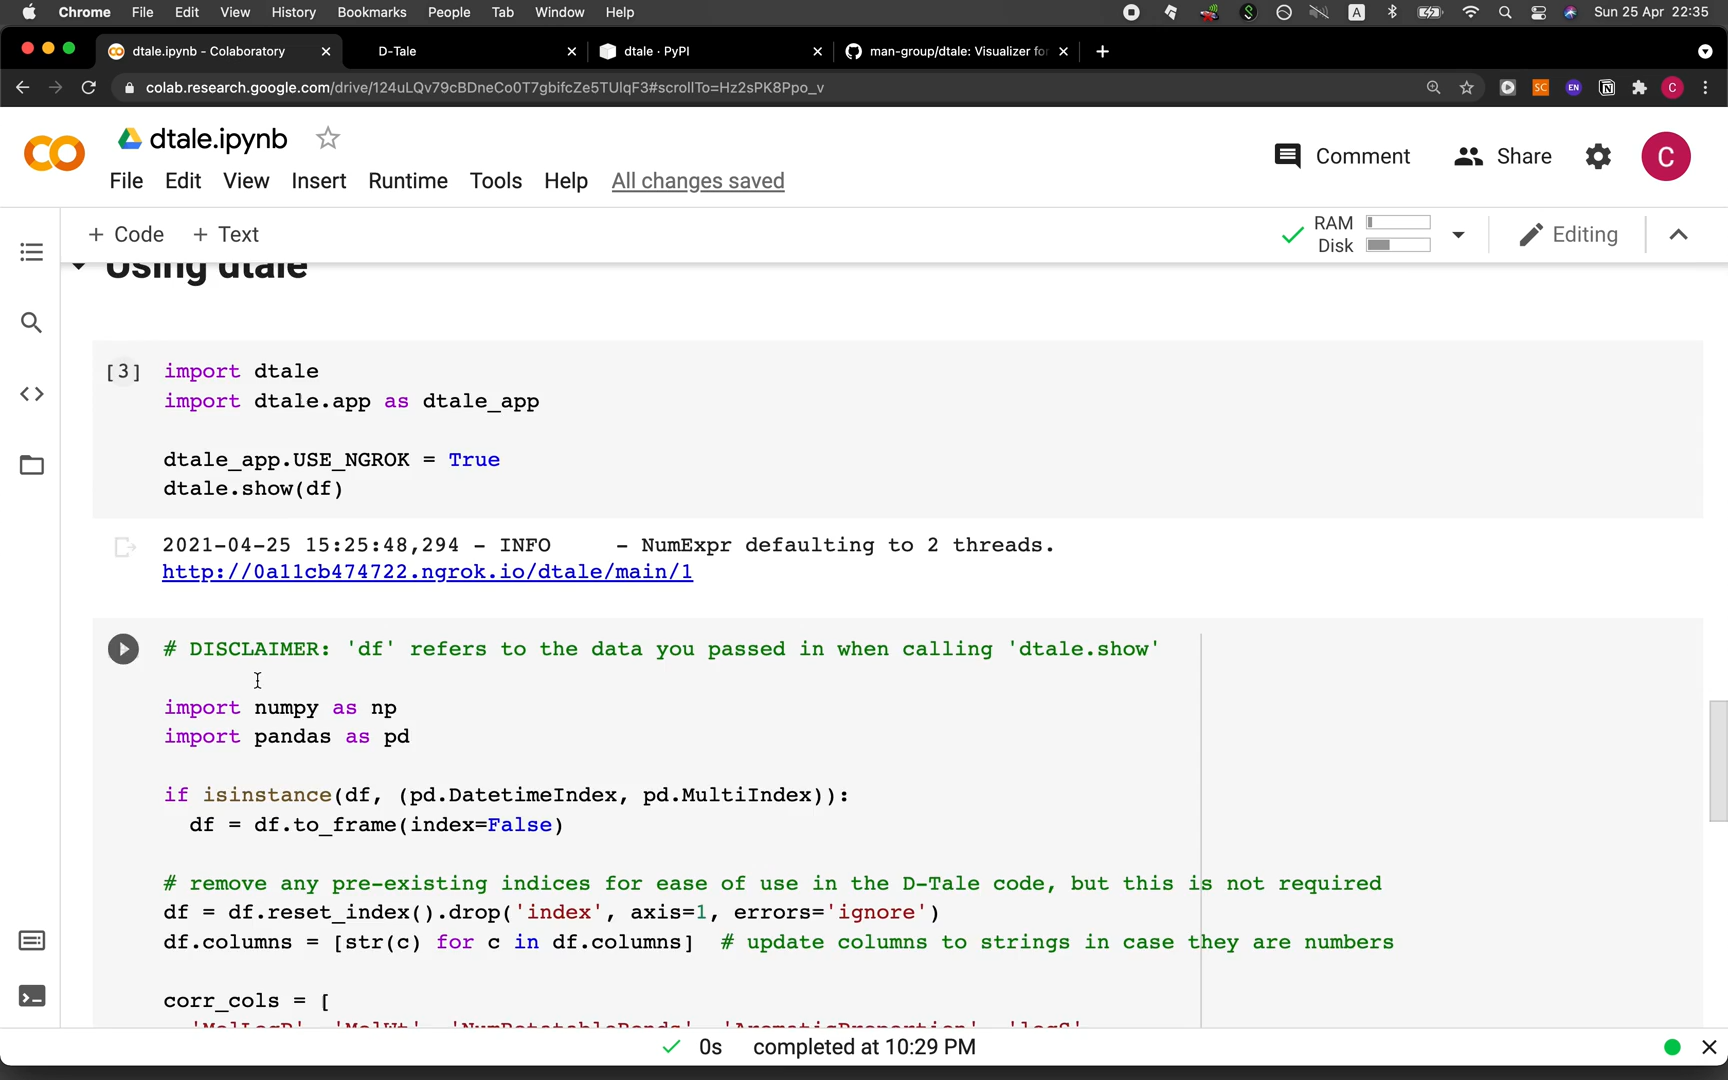 Chrome File Edit View History Bookmarks People Tab Window Help A Sun 25 Apr 22:35
dtale.ipynb - Colaboratory D-Tale dtale · PyPI man-group/dtale: Visualizer for
colab.research.google.com/drive/124uLQv79cBDneCo0T7gbifcZe5TUlqF3#scrollTo=Hz2sPK8Ppo_v SC EN C
dtale.ipynb
Comment Share C
File Edit View Insert Runtime Tools Help All changes saved
+ Code + Text
RAM
Disk
Editing
Using dtale
[3] import dtale
import dtale.app as dtale_app
dtale_app.USE_NGROK = True
dtale.show(df)
2021-04-25 15:25:48,294 - INFO     - NumExpr defaulting to 2 threads.
http://0a11cb474722.ngrok.io/dtale/main/1
# DISCLAIMER: 'df' refers to the data you passed in when calling 'dtale.show'
import numpy as np
import pandas as pd
if isinstance(df, (pd.DatetimeIndex, pd.MultiIndex)):
  df = df.to_frame(index=False)
# remove any pre-existing indices for ease of use in the D-Tale code, but this is not required
df = df.reset_index().drop('index', axis=1, errors='ignore')
df.columns = [str(c) for c in df.columns]  # update columns to strings in case they are numbers
corr_cols = [
  'MolLogP', 'MolWt', 'NumRotatableBonds', 'AromaticProportion', 'logS'
0s completed at 10:29 PM